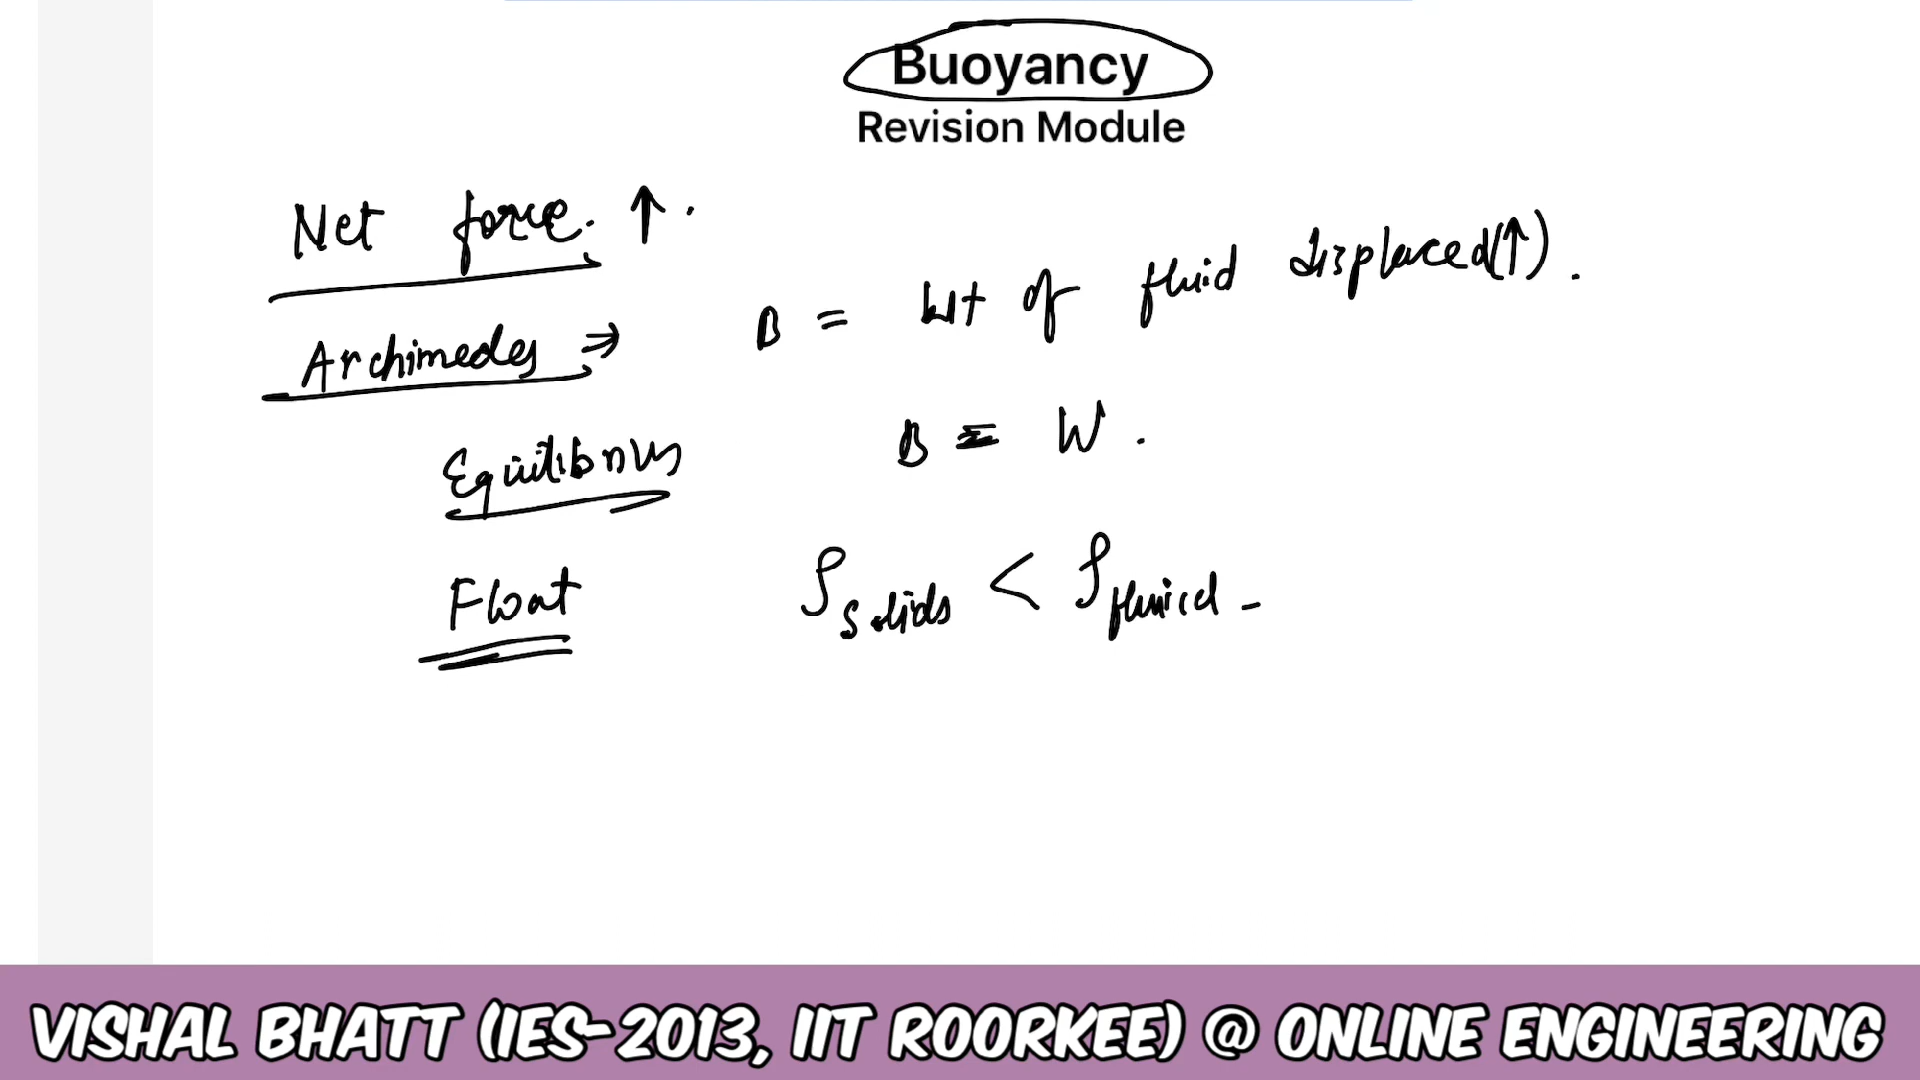 Buoyancy
Revision Module
Net force. ↑.
Archimedes ⇒ B = Wt of fluid displaced(↑).
Equilibrius B = W.
Float ρsolids < ρfluid -
VISHAL BHATT (IES-2013, IIT ROORKEE) @ ONLINE ENGINEERING